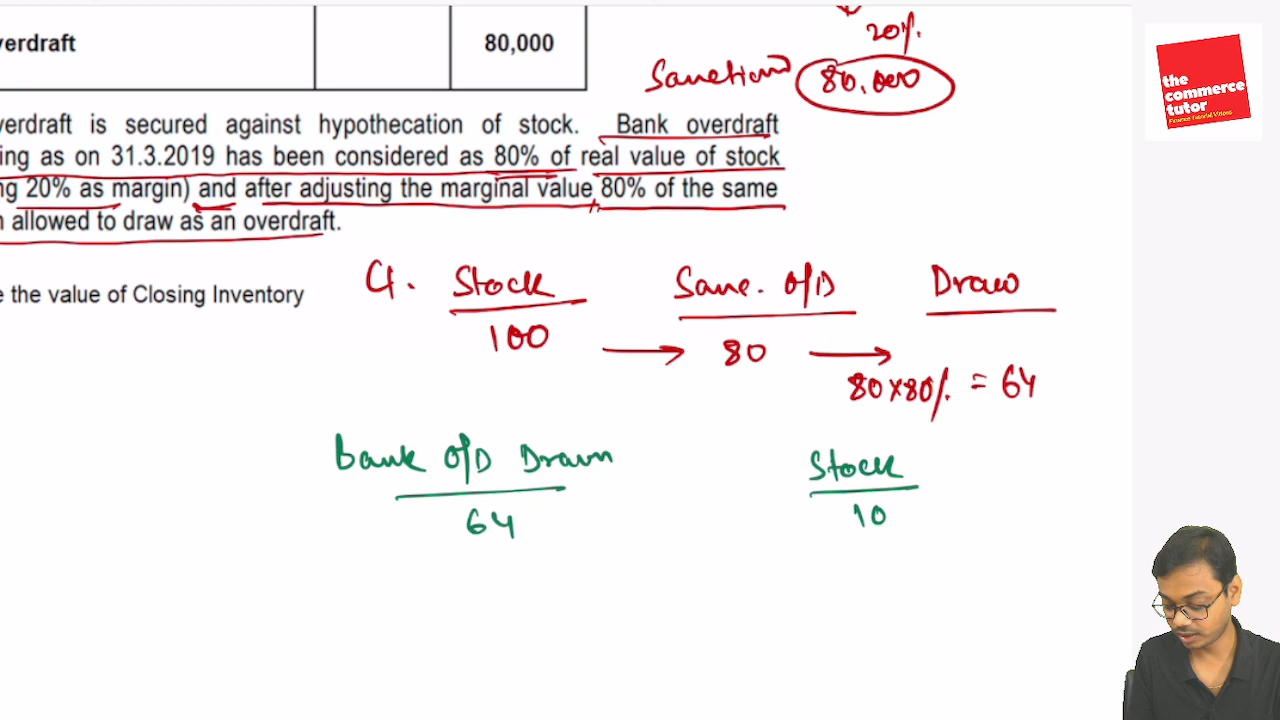 verdraft 80,000
20%.
Sanctiond 80,000
verdraft is secured against hypothecation of stock. Bank overdraft
ing as on 31.3.2019 has been considered as 80% of real value of stock
ng 20% as margin) and after adjusting the marginal value 80% of the same
n allowed to draw as an overdraft.
e the value of Closing Inventory
Cl. Stock Sanc. O/D Draw
100 → 80 →
80x80% = 64
Bank O/D Drawn Stock
64 10
the
commerce
tutor